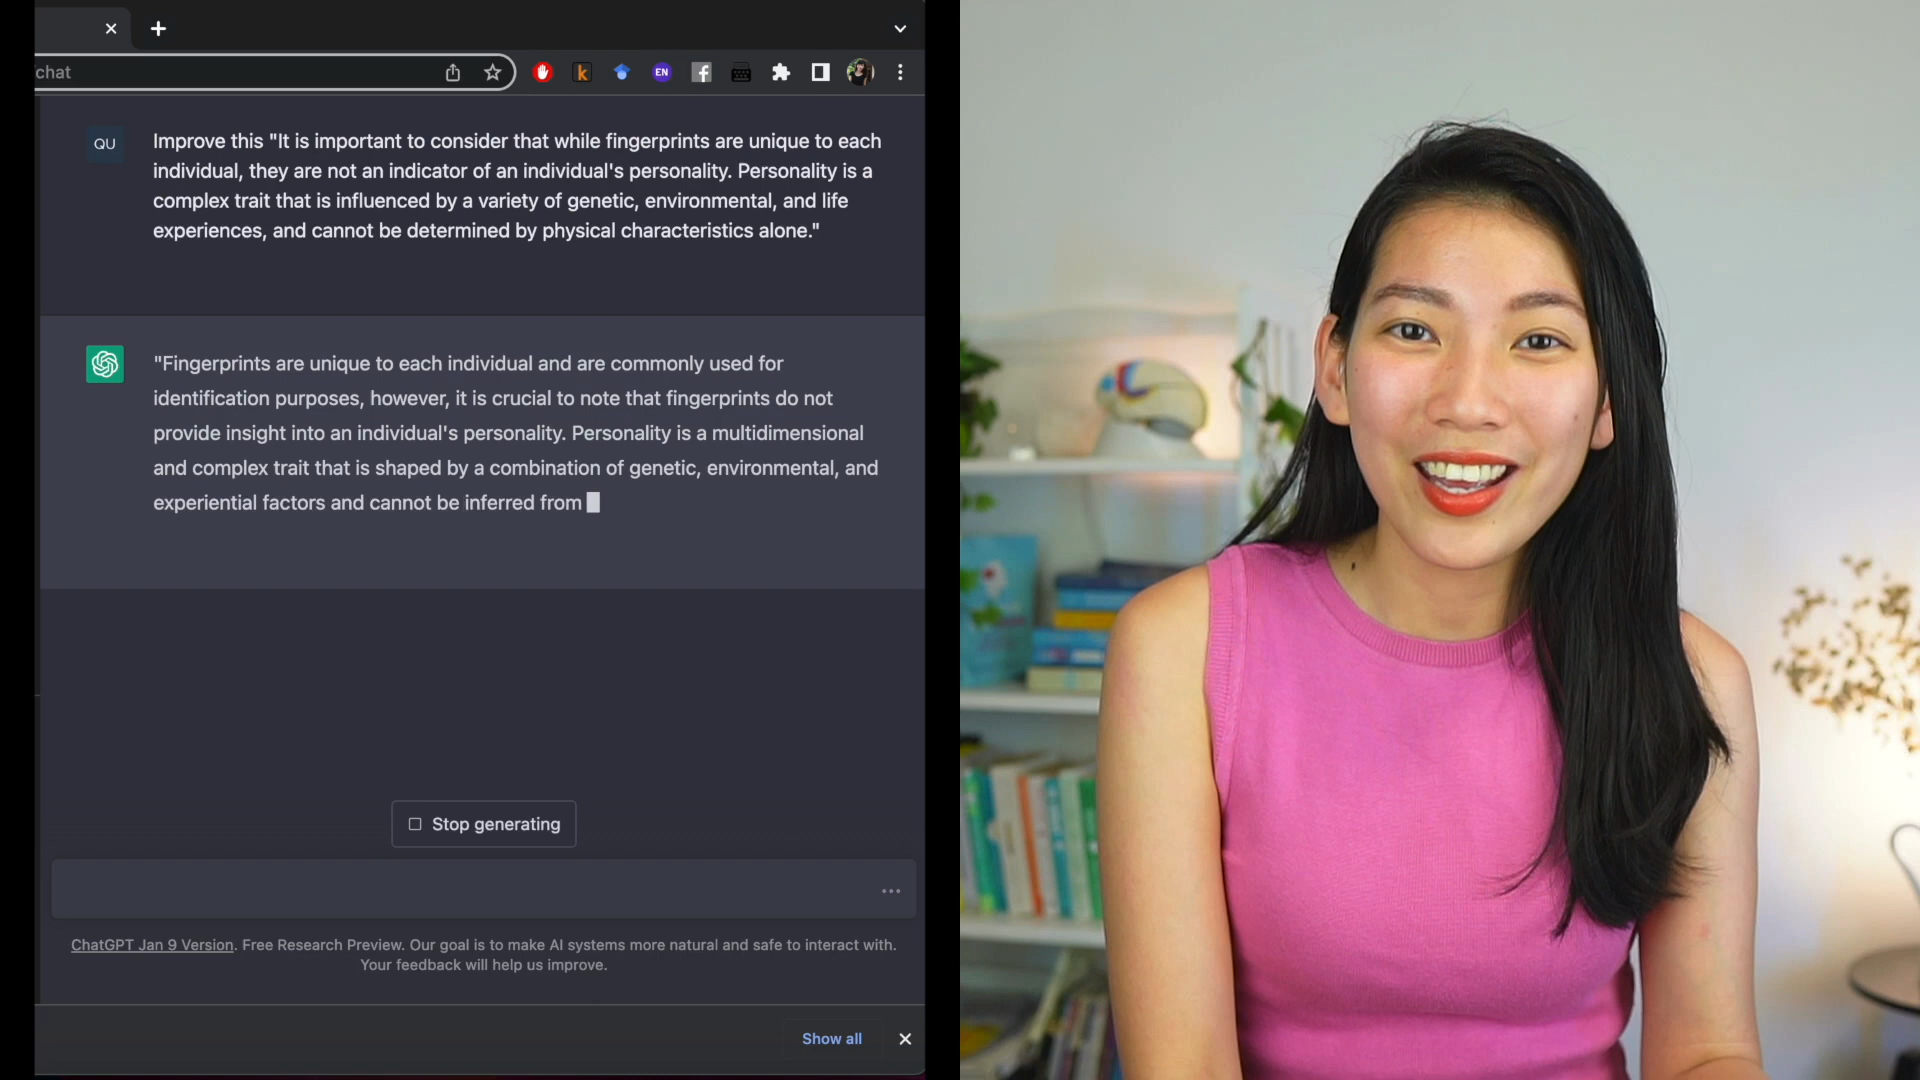 chat
EN
QU
Improve this "It is important to consider that while fingerprints are unique to each
individual, they are not an indicator of an individual's personality. Personality is a
complex trait that is influenced by a variety of genetic, environmental, and life
experiences, and cannot be determined by physical characteristics alone."
"Fingerprints are unique to each individual and are commonly used for
identification purposes, however, it is crucial to note that fingerprints do not
provide insight into an individual's personality. Personality is a multidimensional
and complex trait that is shaped by a combination of genetic, environmental, and
experiential factors and cannot be inferred from
Stop generating
ChatGPT Jan 9 Version. Free Research Preview. Our goal is to make AI systems more natural and safe to interact with.
Your feedback will help us improve.
Show all